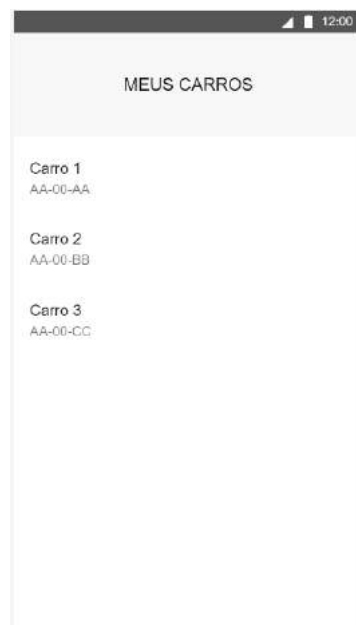 12:00
MEUS CARROS
Carro 1
AA-00-AA
Carro 2
AA-00-BB
Carro 3
AA-00-CC